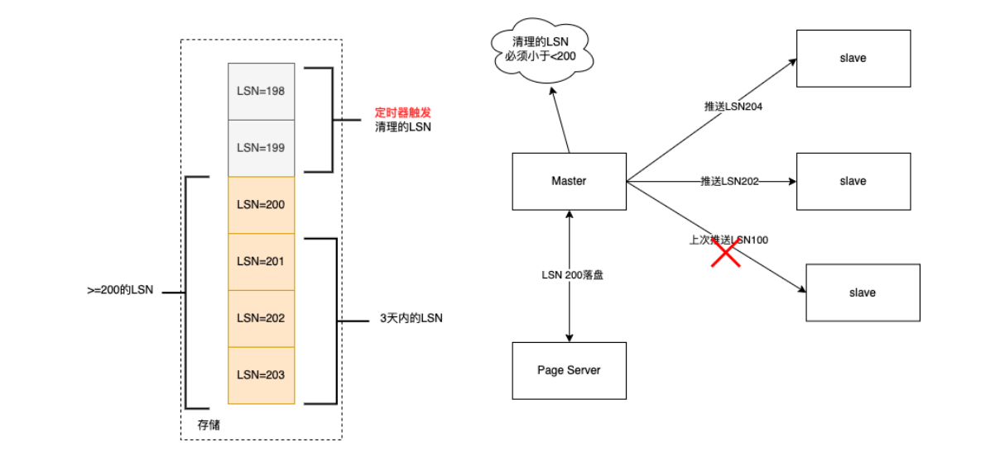 LSN=198
LSN=199
LSN=200
LSN=201
LSN=202
LSN=203
定时器触发
清理的LSN
>=200的LSN
3天内的LSN
存储
清理的LSN
必须小于<200
Master
推送LSN204
推送LSN202
上次推送LSN100
slave
slave
slave
LSN 200落盘
Page Server